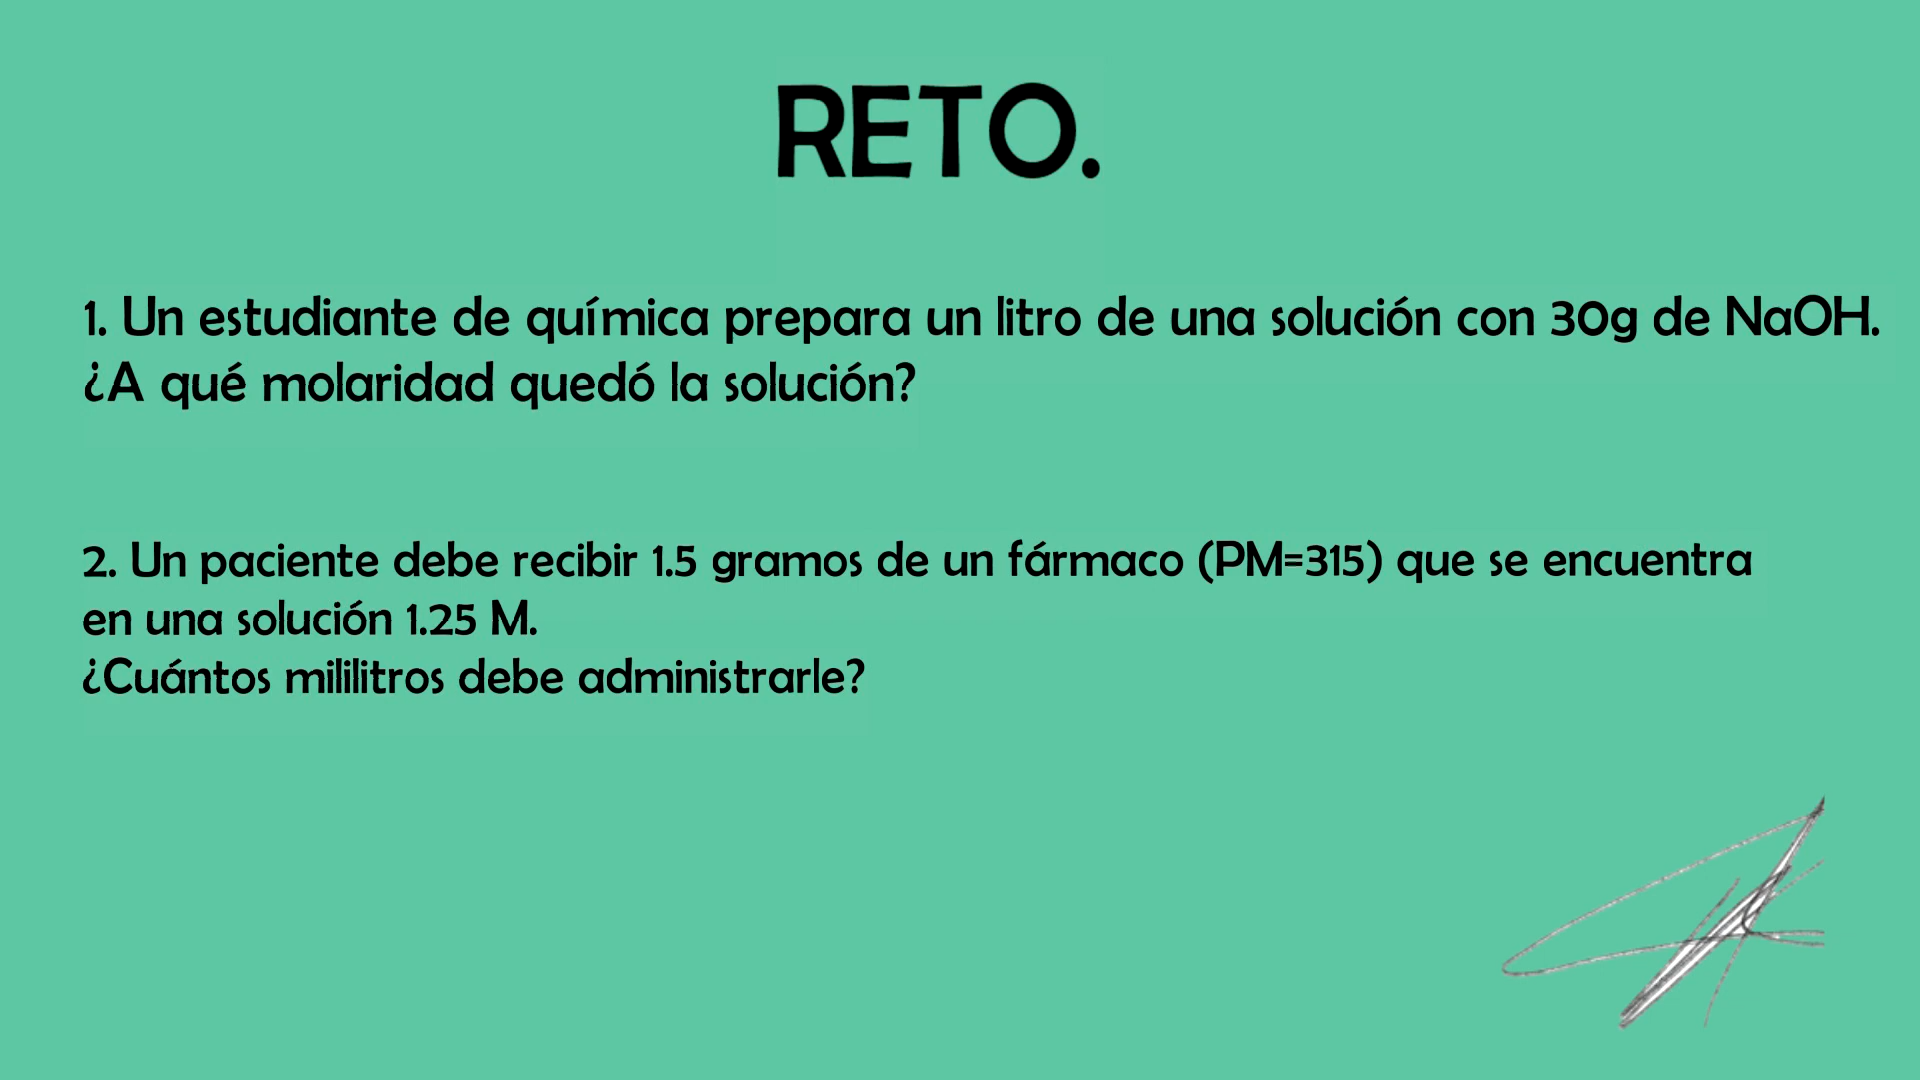 RETO.
1. Un estudiante de química prepara un litro de una solución con 30g de NaOH.
¿A qué molaridad quedó la solución?
2. Un paciente debe recibir 1.5 gramos de un fármaco (PM=315) que se encuentra
en una solución 1.25 M.
¿Cuántos mililitros debe administrarle?